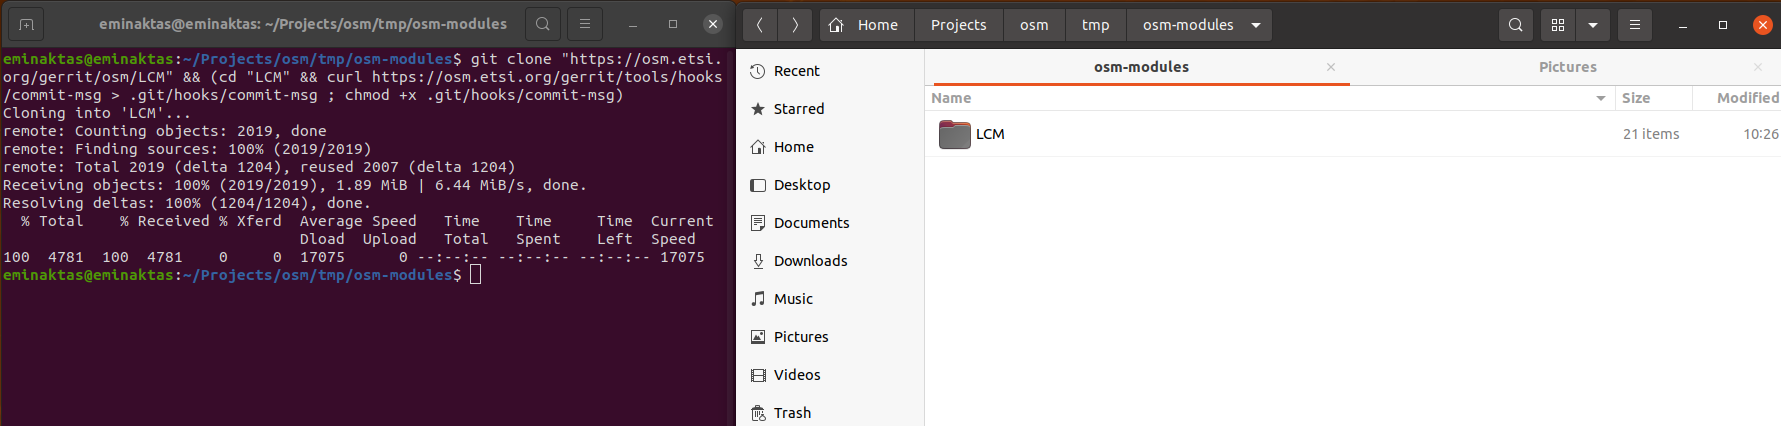 eminaktas@eminaktas: ~/Projects/osm/tmp/osm-modules
eminaktas@eminaktas:~/Projects/osm/tmp/osm-modules$ git clone "https://osm.etsi.
org/gerrit/osm/LCM" && (cd "LCM" && curl https://osm.etsi.org/gerrit/tools/hooks
/commit-msg > .git/hooks/commit-msg ; chmod +x .git/hooks/commit-msg)
Cloning into 'LCM'...
remote: Counting objects: 2019, done
remote: Finding sources: 100% (2019/2019)
remote: Total 2019 (delta 1204), reused 2007 (delta 1204)
Receiving objects: 100% (2019/2019), 1.89 MiB | 6.44 MiB/s, done.
Resolving deltas: 100% (1204/1204), done.
  % Total    % Received % Xferd  Average Speed   Time    Time     Time  Current
                                 Dload  Upload   Total   Spent    Left  Speed
100  4781  100  4781    0     0  17075      0 --:--:-- --:--:-- --:--:-- 17075
eminaktas@eminaktas:~/Projects/osm/tmp/osm-modules$
Home Projects osm tmp osm-modules
Recent
Starred
Home
Desktop
Documents
Downloads
Music
Pictures
Videos
Trash
osm-modules Pictures
Name Size Modified
LCM 21 items 10:26